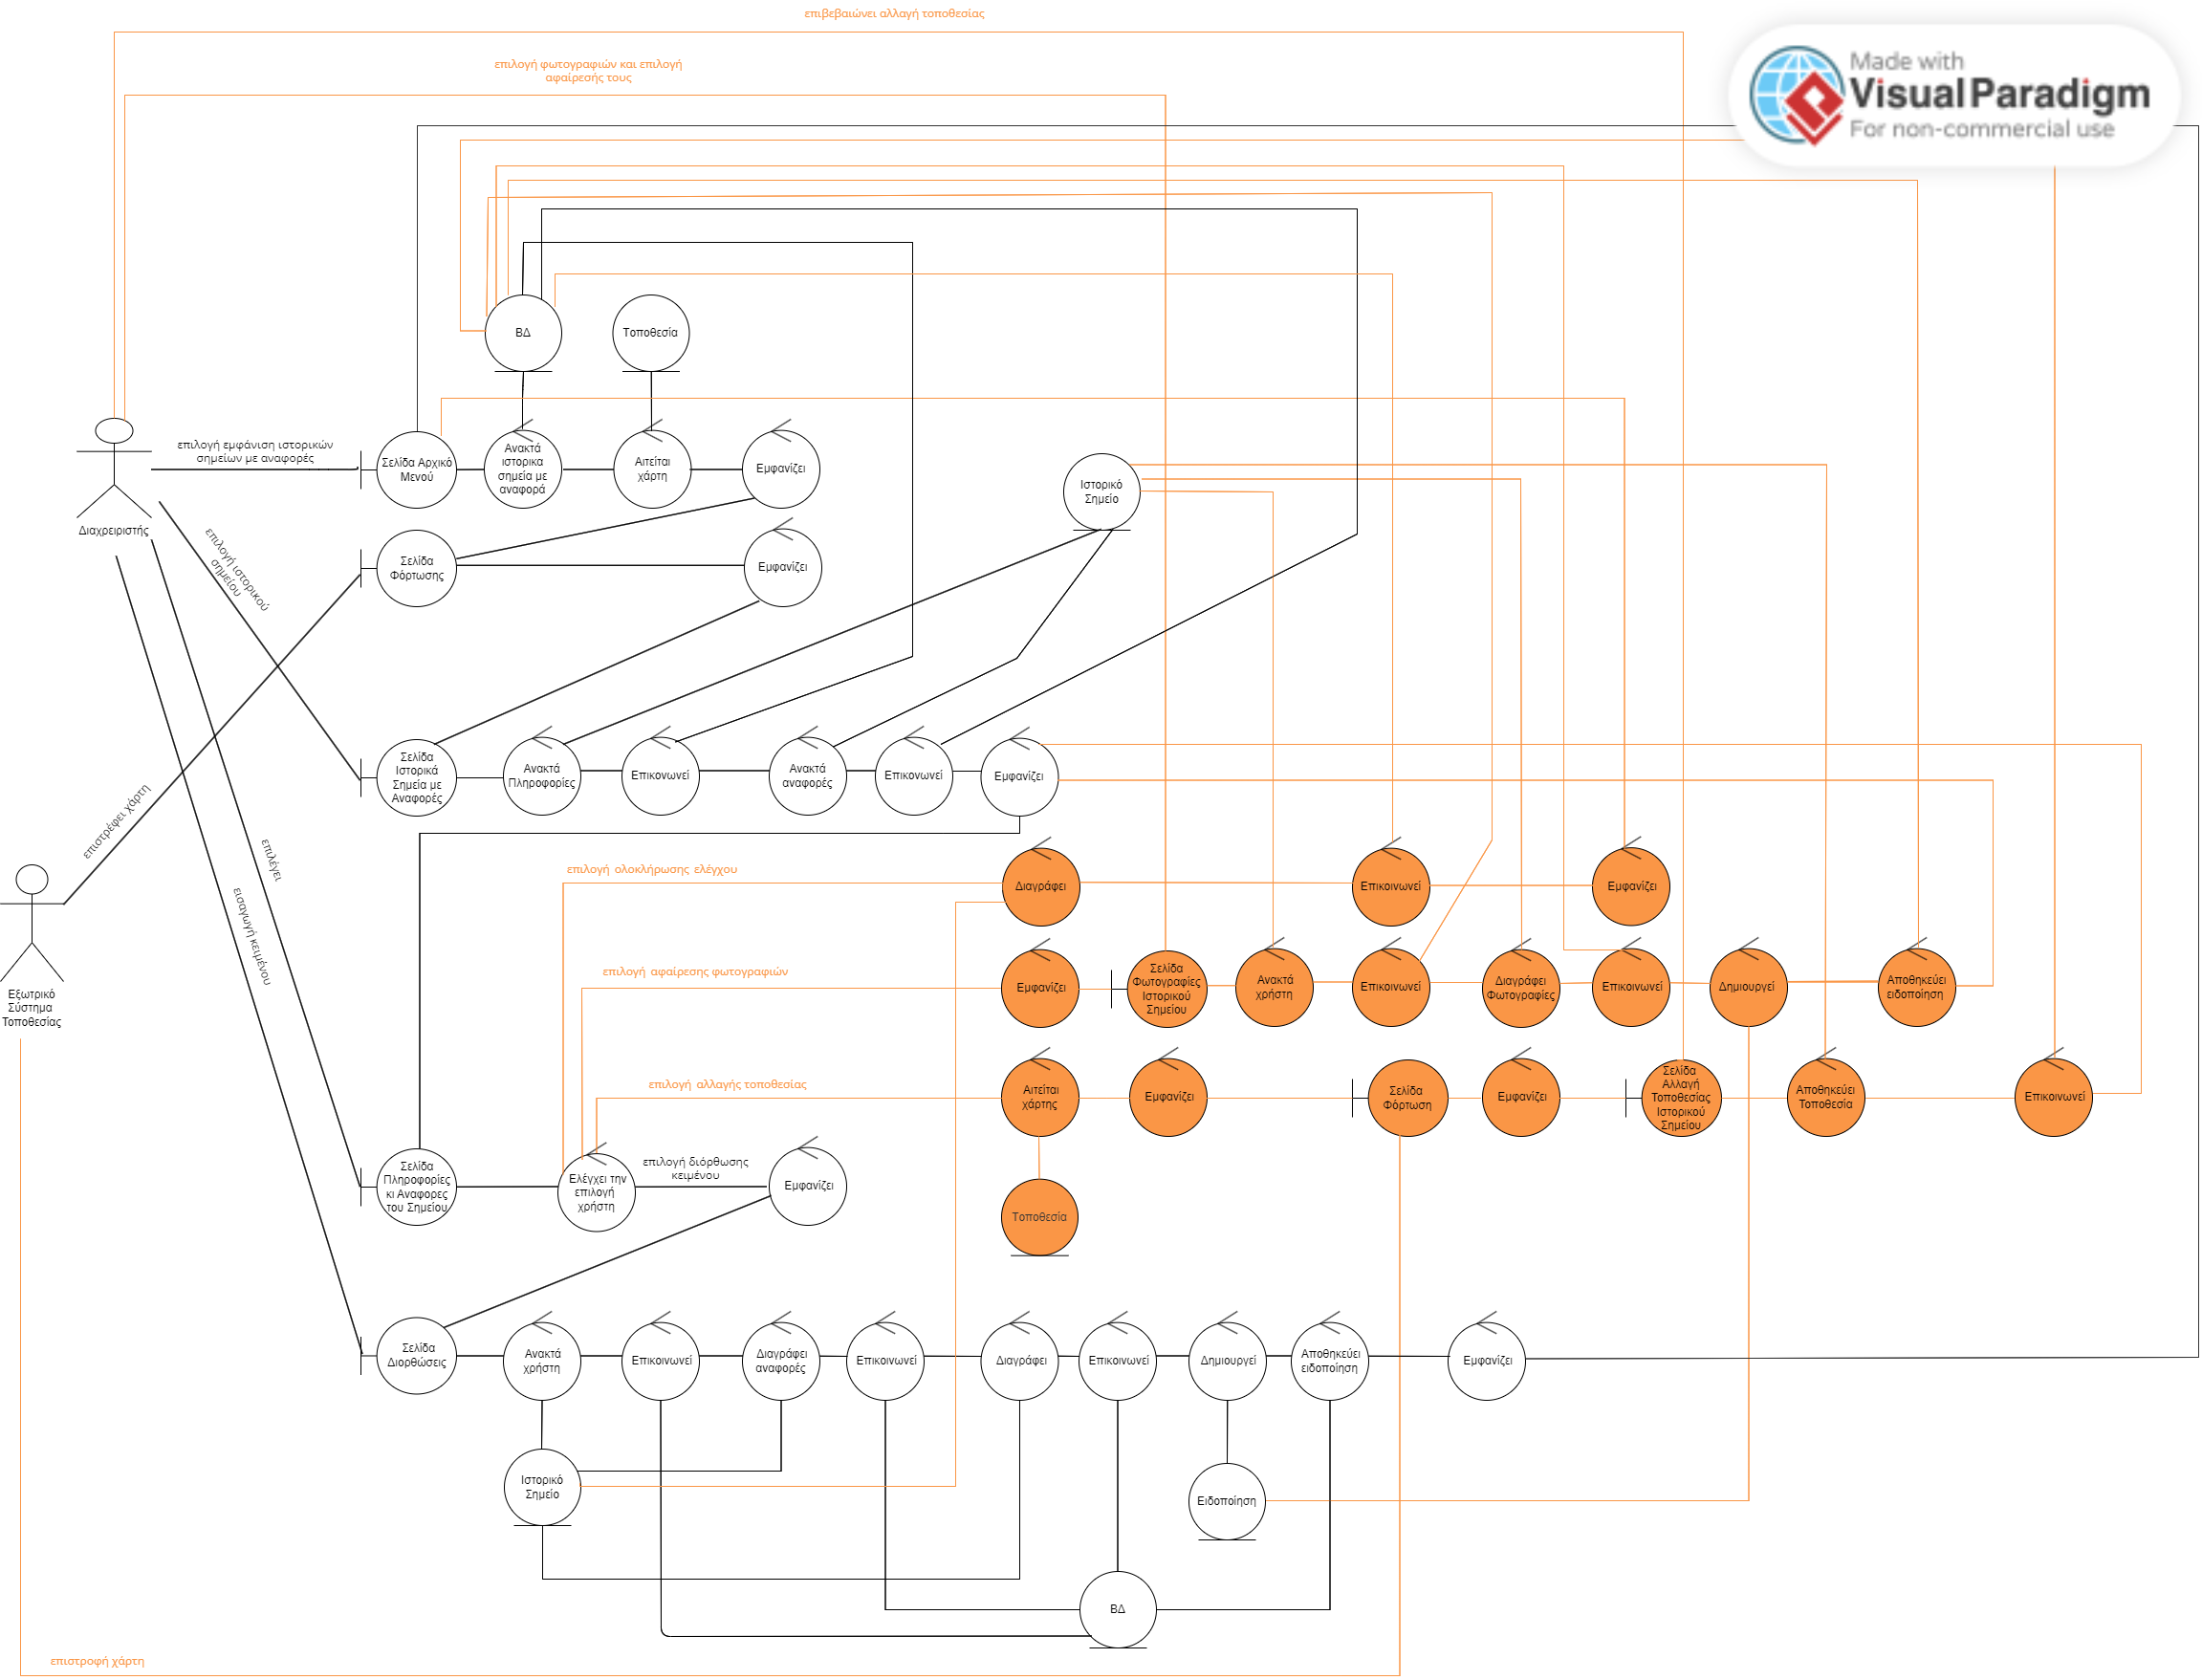 επιβεβαιώνει αλλαγή τοποθεσίας
επιλογή φωτογραφιών και επιλογή
αφαίρεσής τους
Made with
Visual Paradigm
For non-commercial use
ΒΔ
Τοποθεσία
επιλογή εμφάνιση ιστορικών
σημείων με αναφορές
Σελίδα Αρχικό
Μενού
Ανακτά
ιστορικα
σημεία με
αναφορά
Αιτείται
χάρτη
Εμφανίζει
Ιστορικό
Σημείο
Διαχρειριστής
επιλογή ιστορικού
σημείου
Σελίδα
Φόρτωσης
Εμφανίζει
Σελίδα
Ιστορικά
Σημεία με
Αναφορές
Ανακτά
Πληροφορίες
Επικονωνεί
Ανακτά
αναφορές
Επικονωνεί
Εμφανίζει
επιστρέφει χάρτη
επιλέγει
εισαγωγή κειμένου
επιλογή ολοκλήρωσης ελέγχου
Διαγράφει
Επικοινωνεί
Εμφανίζει
Εξωτρικό
Σύστημα
Τοποθεσίας
επιλογή αφαίρεσης φωτογραφιών
Εμφανίζει
Σελίδα
Φωτογραφίες
Ιστορικού
Σημείου
Ανακτά
χρήστη
Επικοινωνεί
Διαγράφει
Φωτογραφίες
Επικοινωνεί
Δημιουργεί
Αποθηκεύει
ειδοποίηση
επιλογή αλλαγής τοποθεσίας
Αιτείται
χάρτης
Εμφανίζει
Σελίδα
Φόρτωση
Εμφανίζει
Σελίδα
Αλλαγή
Τοποθεσίας
Ιστορικού
Σημείου
Αποθηκεύει
Τοποθεσία
Επικοινωνεί
Σελίδα
Πληροφορίες
κι Αναφορες
του Σημείου
Ελέγχει την
επιλογή
χρήστη
επιλογή διόρθωσης
κειμένου
Εμφανίζει
Τοποθεσία
Σελίδα
Διορθώσεις
Ανακτά
χρήστη
Επικοινωνεί
Διαγράφει
αναφορές
Επικοινωνεί
Διαγράφει
Επικοινωνεί
Δημιουργεί
Αποθηκεύει
ειδοποίηση
Εμφανίζει
Ιστορικό
Σημείο
Ειδοποίηση
ΒΔ
επιστροφή χάρτη